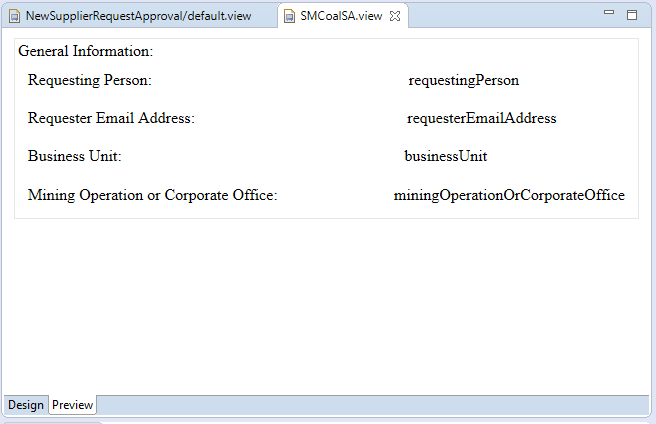 NewSupplierRequestApproval/default.view SMCoalSA.view
General Information:
Requesting Person: requestingPerson
Requester Email Address: requesterEmailAddress
Business Unit: businessUnit
Mining Operation or Corporate Office: miningOperationOrCorporateOffice
Design Preview